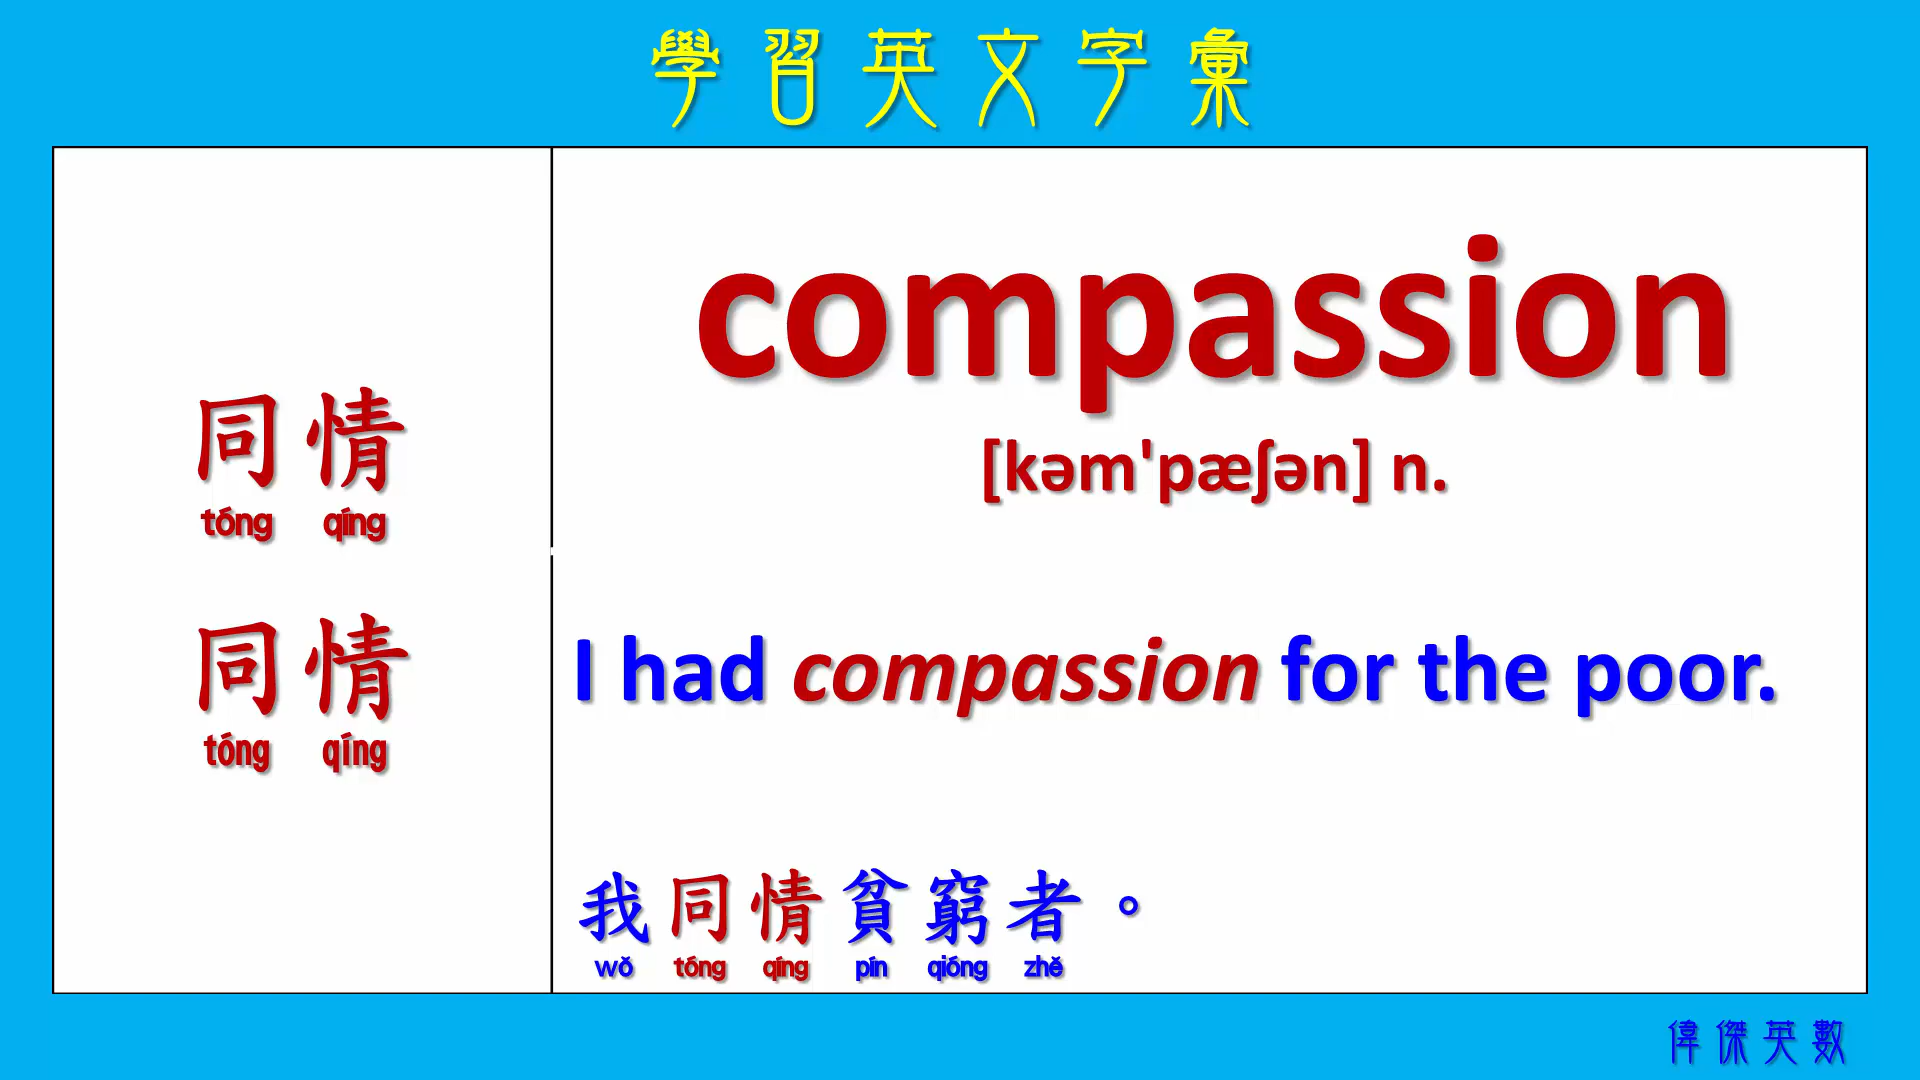 學習英文字彙
同情
tóng qíng
同情
tóng qíng
compassion
[kəm'pæʃən] n.
I had compassion for the poor.
我同情貧窮者。
wǒ tóng qíng pín qióng zhě
偉傑英數